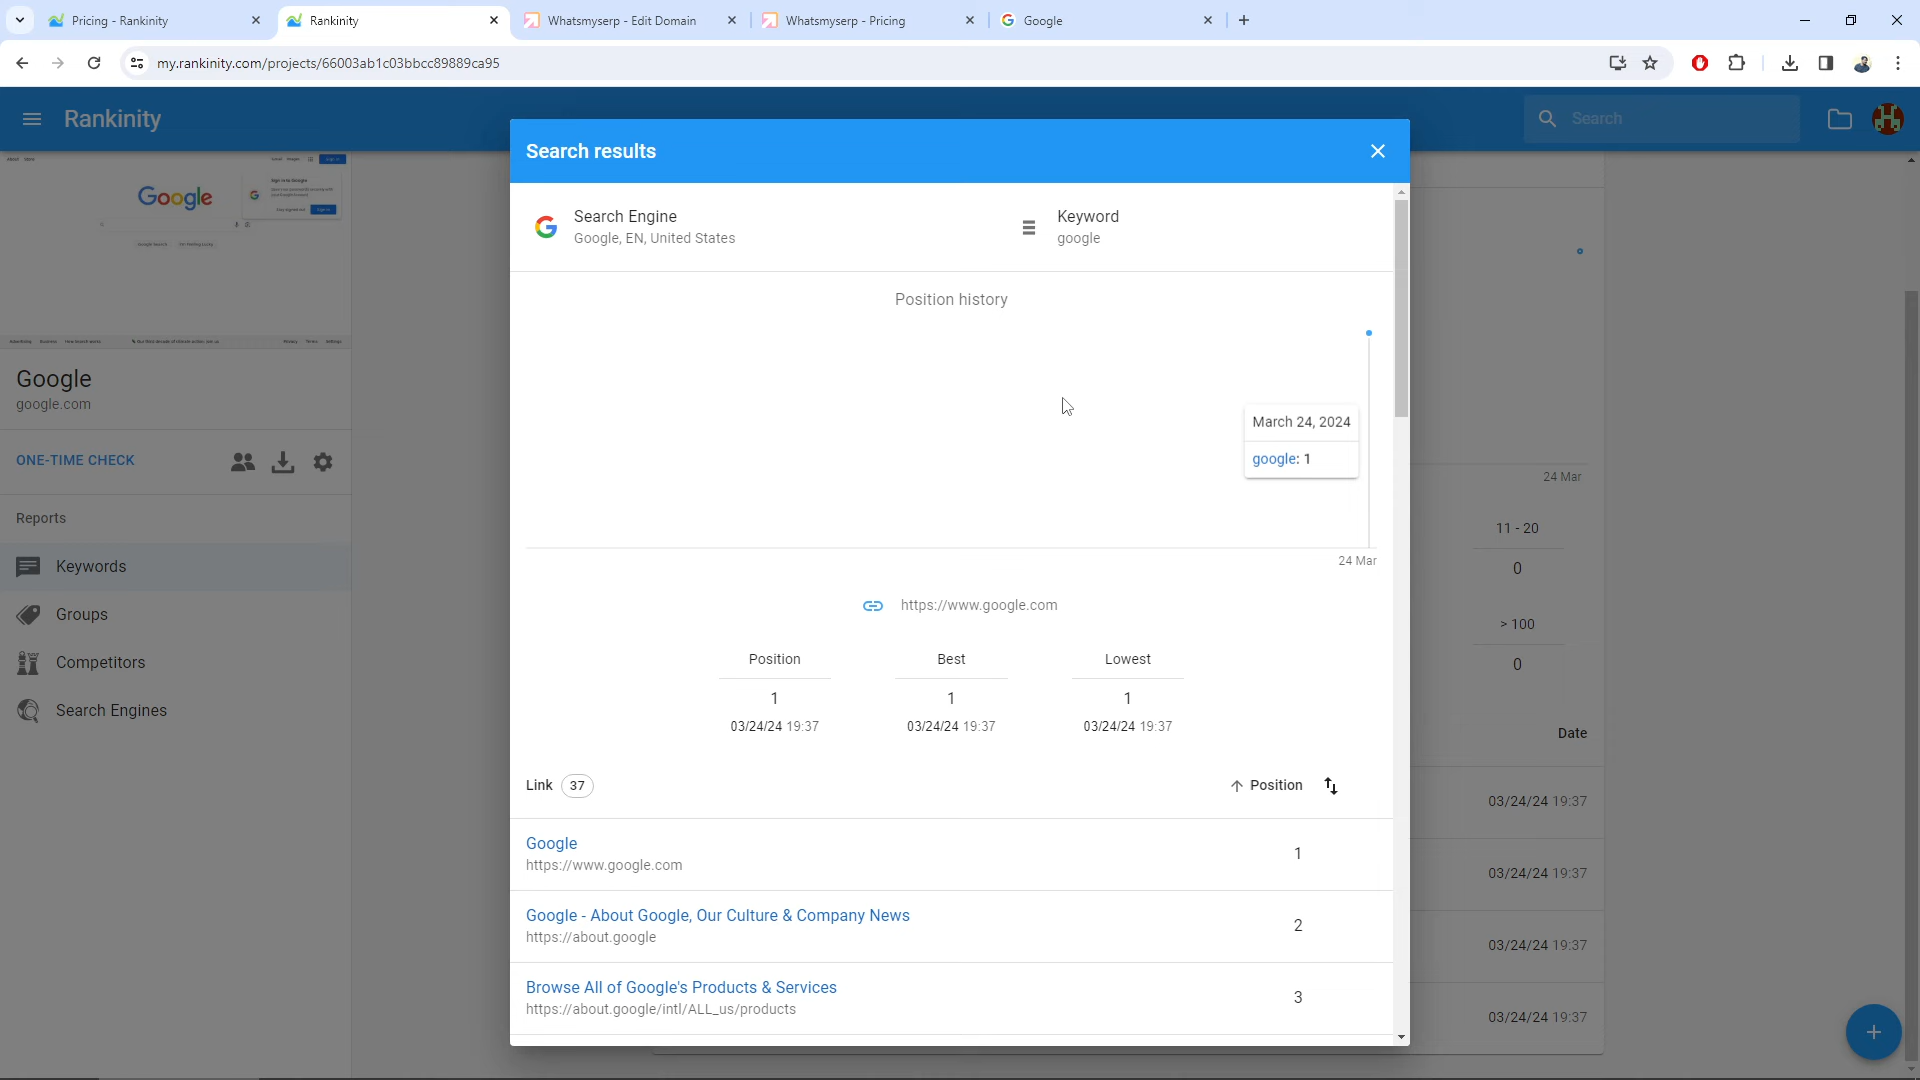 Pricing - Rankinity
Rankinity
Whatsmyserp - Edit Domain
Whatsmyserp - Pricing
Google
my.rankinity.com/projects/66003ab1c03bbcc89889ca95
Rankinity
Search
Google
Google
google.com
ONE-TIME CHECK
Reports
Keywords
Groups
Competitors
Search Engines
Search results
Search Engine
Google, EN, United States
Keyword
google
Position history
March 24, 2024
google: 1
24 Mar
https://www.google.com
Position
Best
Lowest
1
1
1
03/24/24 19:37
03/24/24 19:37
03/24/24 19:37
Link 37
Position
Google
https://www.google.com
1
Google - About Google, Our Culture & Company News
https://about.google
2
Browse All of Google's Products & Services
https://about.google/intl/ALL_us/products
3
24 Mar
11 - 20
0
> 100
0
Date
03/24/24 19:37
03/24/24 19:37
03/24/24 19:37
03/24/24 19:37